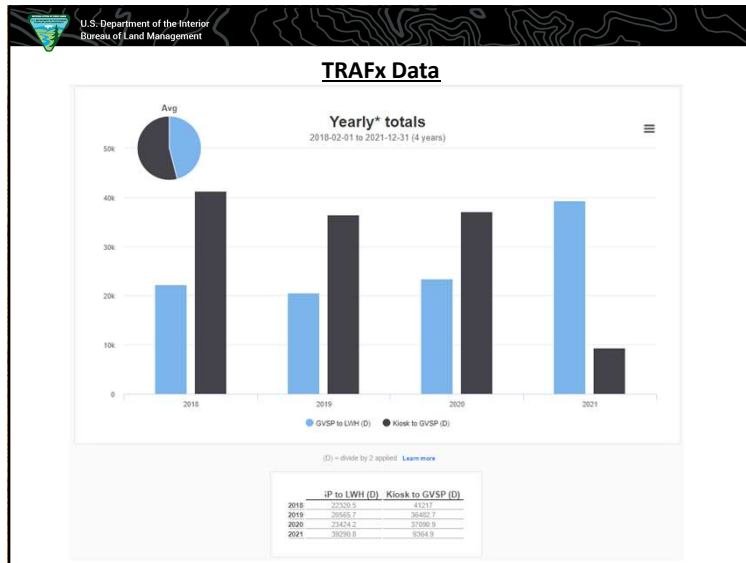 U.S. Department of the Interior
Bureau of Land Management
TRAFx Data
Avg
Yearly* totals
2018-02-01 to 2021-12-31 (4 years)
50k
40k
30k
20k
10k
0
2018 2019 2020 2021
GVSP to LWH (D) Kiosk to GVSP (D)
(D) = divide by 2 applied Learn more
iP to LWH (D) Kiosk to GVSP (D)
2018 22320.5 41217
2019 20565.7 36482.7
2020 23424.2 37090.9
2021 39290.8 9364.9